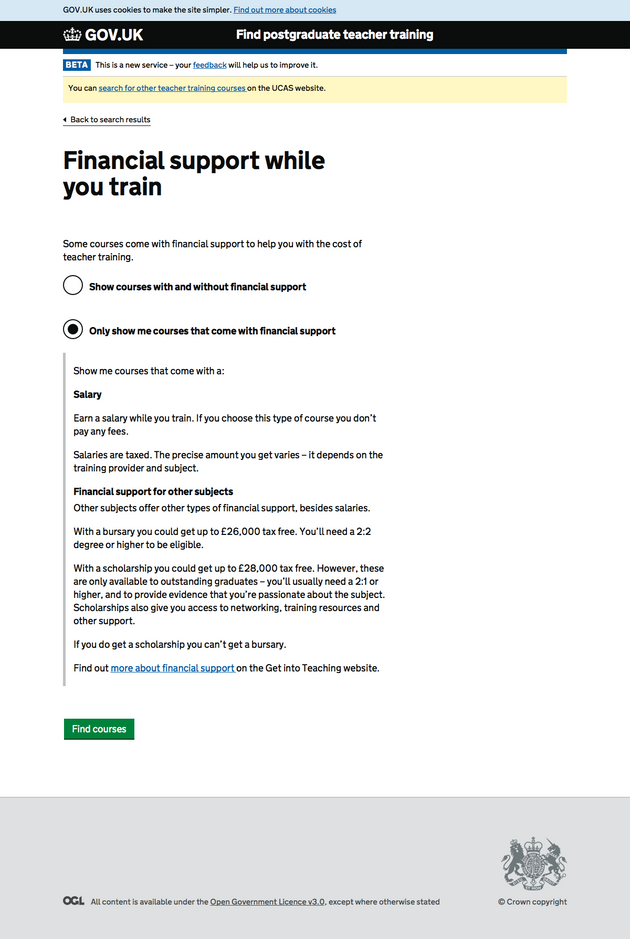 GOV.UK uses cookies to make the site simpler. Find out more about cookies
GOV.UK
Find postgraduate teacher training
BETA This is a new service – your feedback will help us to improve it.
You can search for other teacher training courses on the UCAS website.
Back to search results
Financial support while
you train
Some courses come with financial support to help you with the cost of
teacher training.
Show courses with and without financial support
Only show me courses that come with financial support
Show me courses that come with a:
Salary
Earn a salary while you train. If you choose this type of course you don't
pay any fees.
Salaries are taxed. The precise amount you get varies – it depends on the
training provider and subject.
Financial support for other subjects
Other subjects offer other types of financial support, besides salaries.
With a bursary you could get up to £26,000 tax free. You'll need a 2:2
degree or higher to be eligible.
With a scholarship you could get up to £28,000 tax free. However, these
are only available to outstanding graduates – you'll usually need a 2:1 or
higher, and to provide evidence that you're passionate about the subject.
Scholarships also give you access to networking, training resources and
other support.
If you do get a scholarship you can't get a bursary.
Find out more about financial support on the Get into Teaching website.
Find courses
OGL All content is available under the Open Government Licence v3.0, except where otherwise stated
© Crown copyright